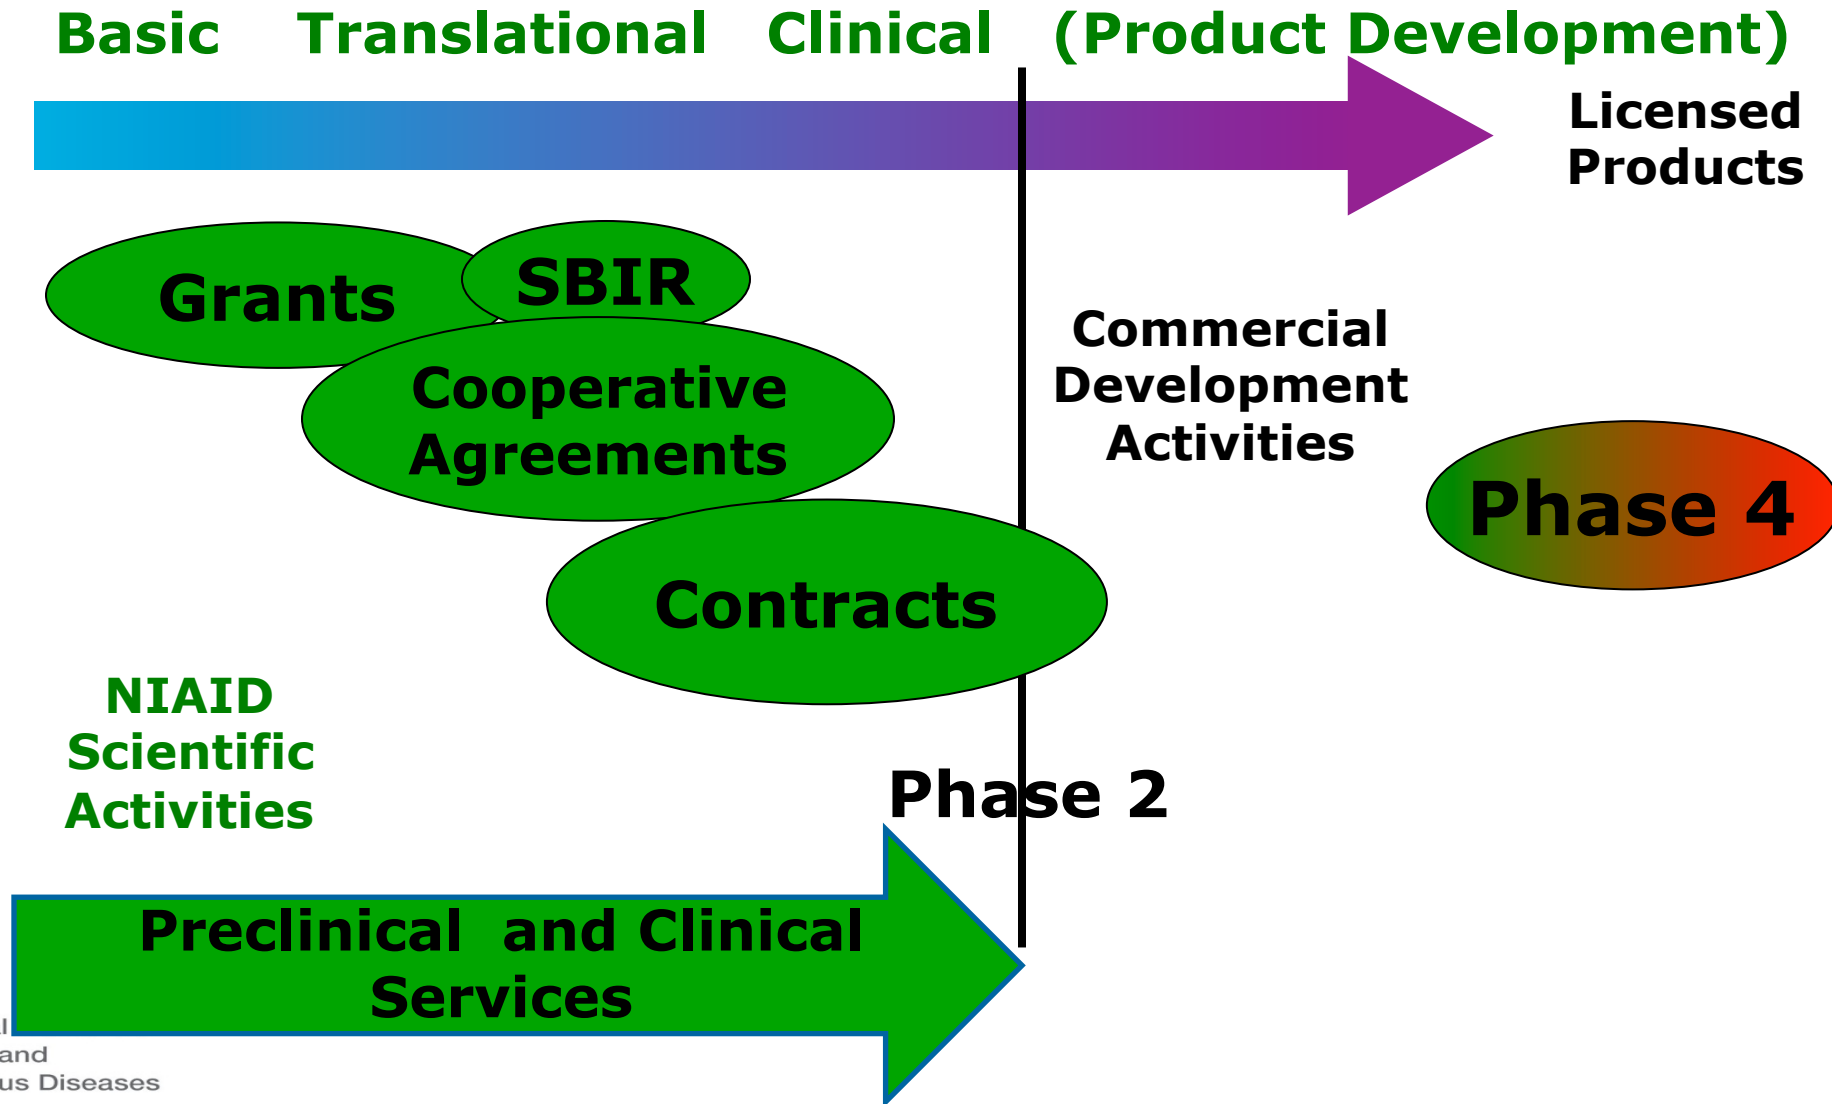 Basic Translational Clinical (Product Development)
Licensed
Products
Grants
SBIR
Cooperative
Agreements
Commercial
Development
Activities
Phase 4
Contracts
NIAID
Scientific
Activities
Phase 2
Preclinical and Clinical
Services
and
Diseases